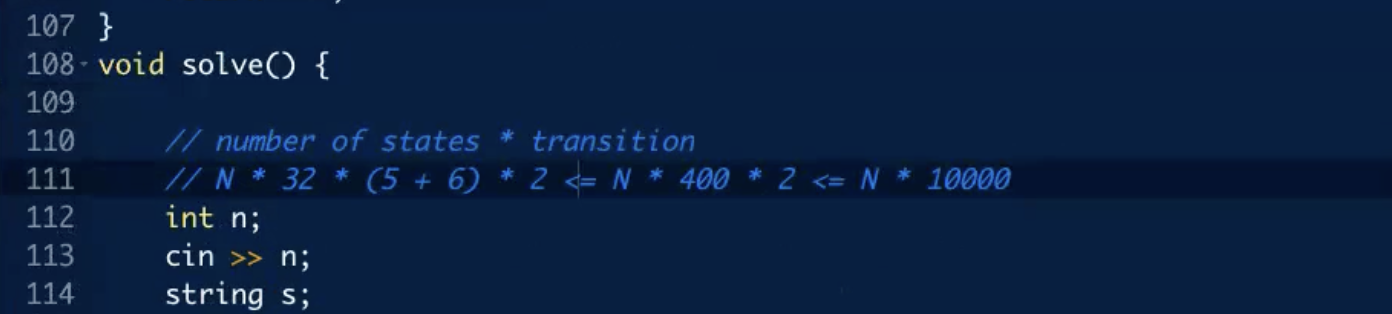 107 }
108 void solve() {
109
110 // number of states * transition
111 // N * 32 * (5 + 6) * 2 <= N * 400 * 2 <= N * 10000
112 int n;
113 cin >> n;
114 string s;